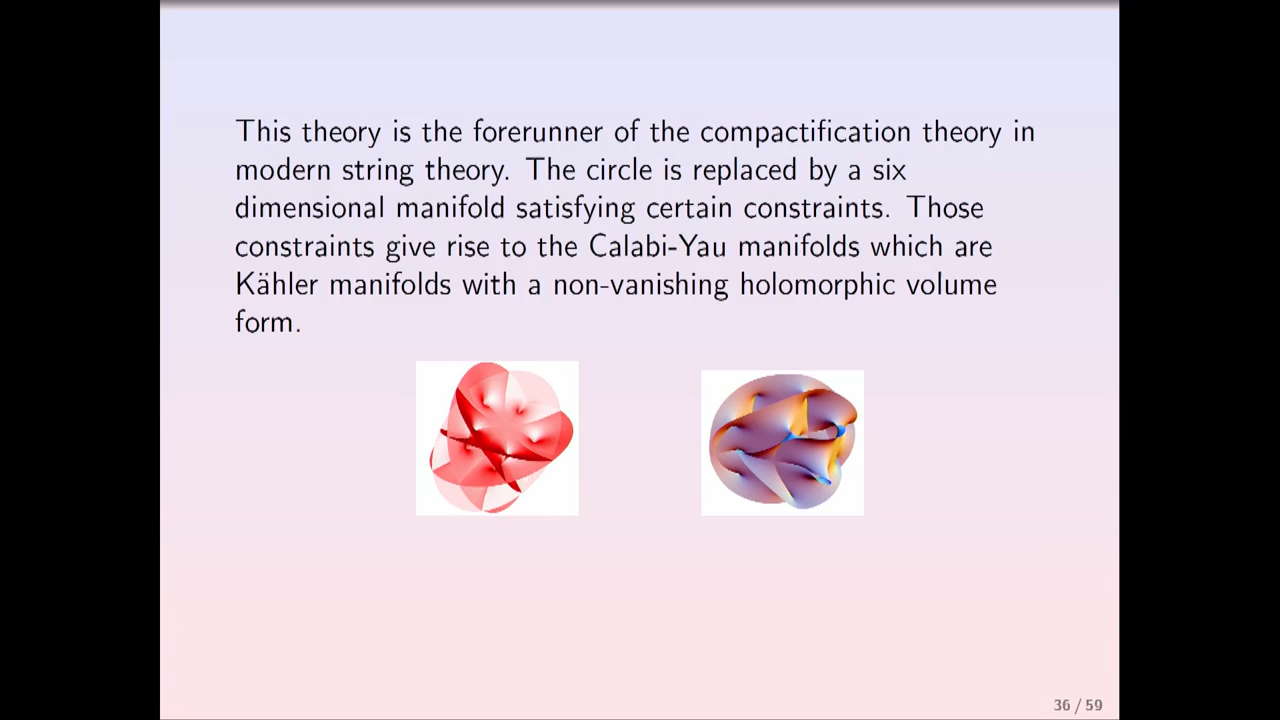 This theory is the forerunner of the compactification theory in
modern string theory. The circle is replaced by a six
dimensional manifold satisfying certain constraints. Those
constraints give rise to the Calabi-Yau manifolds which are
Kähler manifolds with a non-vanishing holomorphic volume
form.
36 / 59